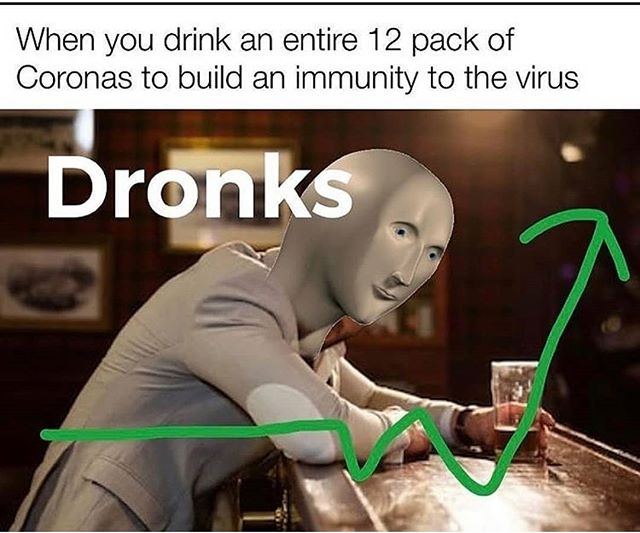 When you drink an entire 12 pack of
Coronas to build an immunity to the virus
Dronks